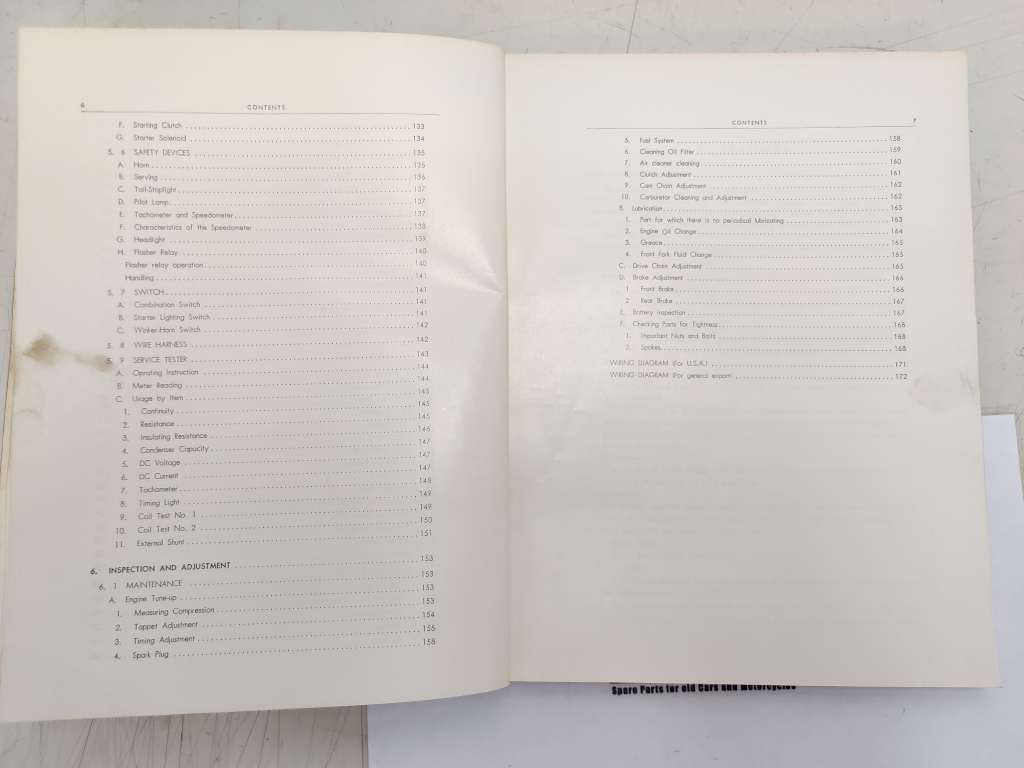 6
CONTENTS
F. Starting Clutch 133
G. Starter Solenoid 134
5. 6 SAFETY DEVICES 135
A. Horn 135
B. Serving 136
C. Tail-Stoplight 137
D. Pilot Lamp 137
E. Tachometer and Speedometer 137
F. Characteristics of the Speedometer 138
G. Headlight 139
H. Flasher Relay 140
Flasher relay operation 140
Handling 141
5. 7 SWITCH 141
A. Combination Switch 141
B. Starter Lighting Switch 141
C. Winker-Horn Switch 142
5. 8 WIRE HARNESS 142
5. 9 SERVICE TESTER 143
A. Oprating Instruction 144
B. Meter Reading 144
C. Usage by Item 145
1. Continuity 145
2. Resistance 145
3. Insulating Resistance 146
4. Condenser Capacity 147
5. DC Voltage 147
6. DC Current 147
7. Tachometer 148
8. Timing Light 149
9. Coil Test No. 1 149
10. Coil Test No. 2 150
11. External Shunt 151
6. INSPECTION AND ADJUSTMENT 153
6. 1 MAINTENANCE 153
A. Engine Tune-up 153
1. Measuring Compression 153
2. Tappet Adjustment 154
3. Timing Adjustment 155
4. Spark Plug 158
CONTENTS
7
5. Fuel System 158
6. Cleaning Oil Filter 159
7. Air cleaner cleaning 160
8. Clutch Adjustment 161
9. Cam Chain Adjustment 162
10. Carburetor Cleaning and Adjustment 162
B. Lubrication 163
1. Part for which there is no periodical lubricating 163
2. Engine Oil Change 164
3. Grease 165
4. Front Fork Fluid Change 165
C. Drive Chain Adjustment 165
D. Brake Adjustment 166
1 Front Brake 166
2 Rear Brake 167
E. Battery Inspection 167
F. Checking Parts for Tightness 168
1. Important Nuts and Bolts 168
2. Spokes 168
WIRING DIAGRAM (For U.S.A.) 171
WIRING DIAGRAM (For general export) 172
Spare Parts for old Cars and Motorcycles